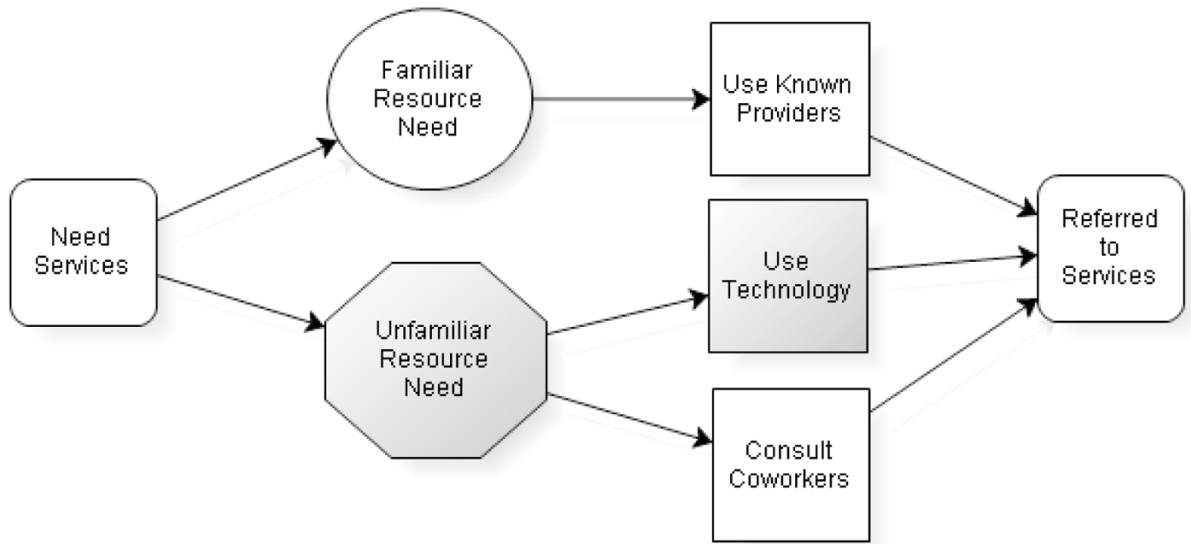 Need
Services
Familiar
Resource
Need
Unfamiliar
Resource
Need
Use Known
Providers
Use
Technology
Consult
Coworkers
Referred
to
Services